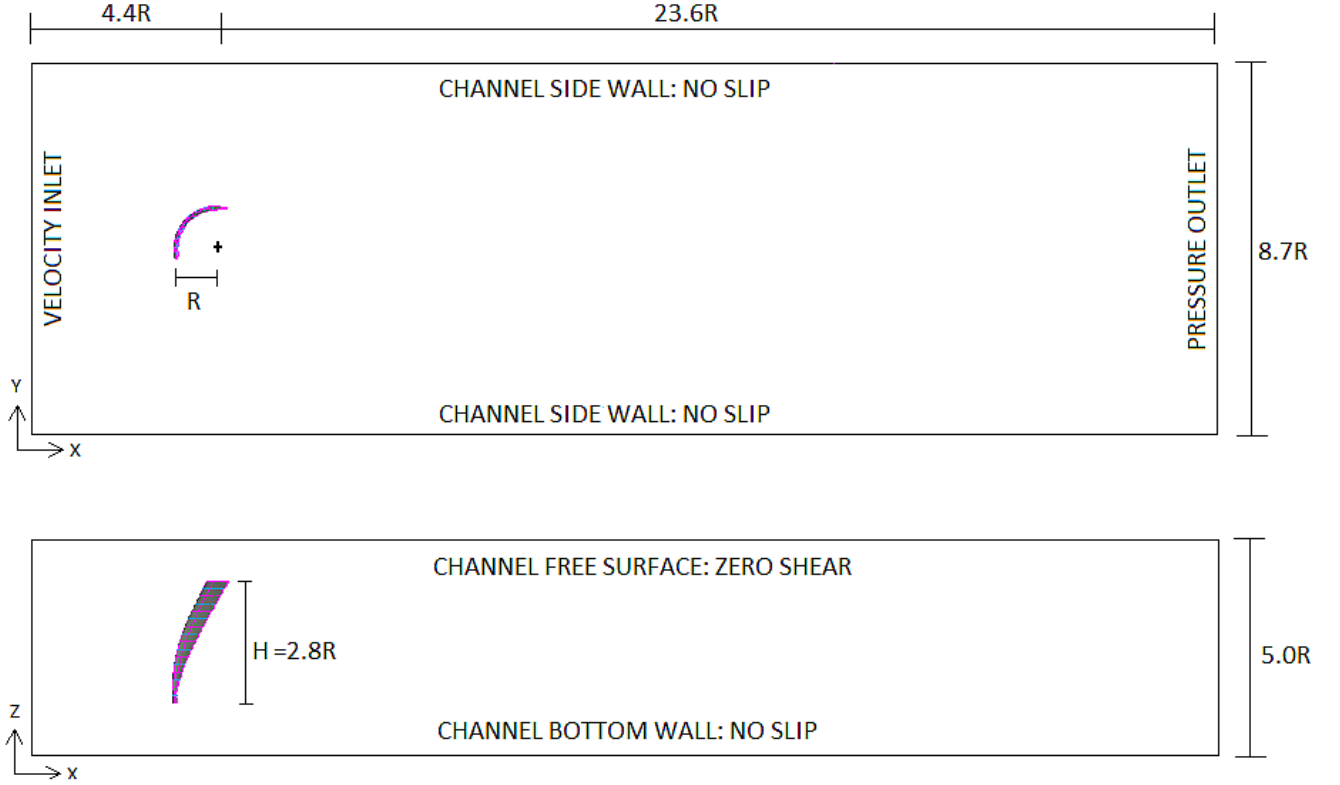 4.4R
23.6R
CHANNEL SIDE WALL: NO SLIP
VELOCITY INLET
PRESSURE OUTLET
8.7R
R
CHANNEL SIDE WALL: NO SLIP
Y
X
CHANNEL FREE SURFACE: ZERO SHEAR
H =2.8R
5.0R
CHANNEL BOTTOM WALL: NO SLIP
Z
X